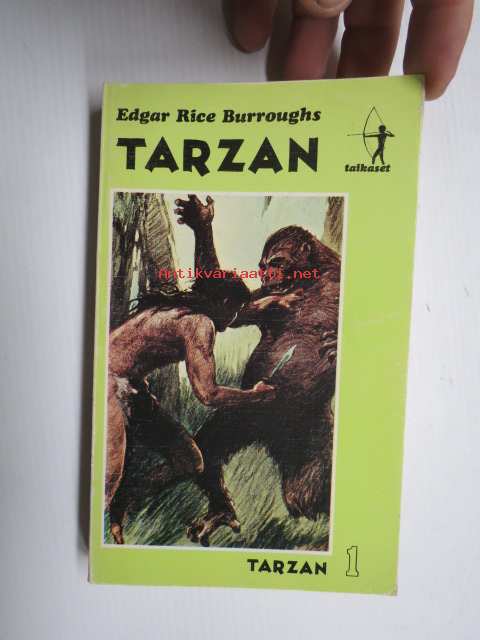 Edgar Rice Burroughs
TARZAN
taikaset
Antikvariaatti.net
TARZAN 1